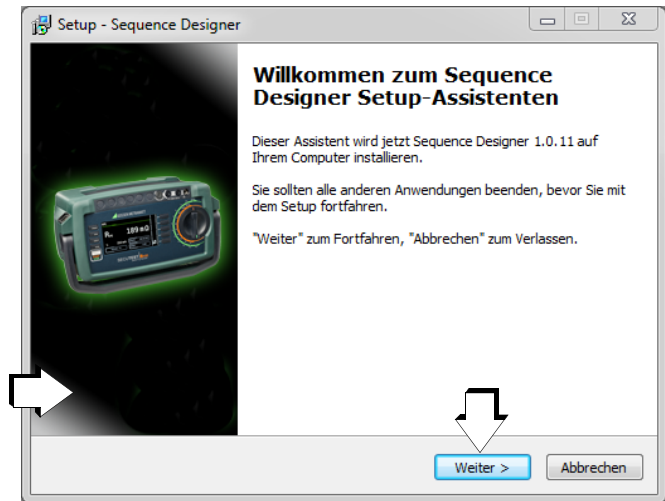 Setup - Sequence Designer
Willkommen zum Sequence
Designer Setup-Assistenten
Dieser Assistent wird jetzt Sequence Designer 1.0.11 auf
Ihrem Computer installieren.
Sie sollten alle anderen Anwendungen beenden, bevor Sie mit
dem Setup fortfahren.
"Weiter" zum Fortfahren, "Abbrechen" zum Verlassen.
189 mΩ
Weiter >
Abbrechen